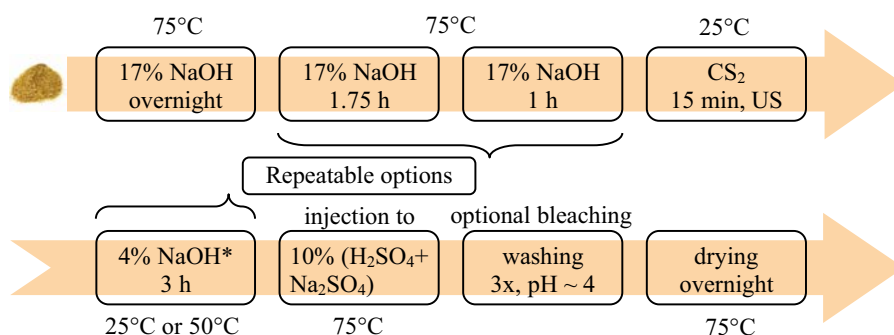 75°C
75°C
25°C
17% NaOH
overnight
17% NaOH
1.75 h
17% NaOH
1 h
CS₂
15 min, US
Repeatable options
injection to
optional bleaching
4% NaOH*
3 h
10% (H₂SO₄+
Na₂SO₄)
washing
3x, pH ~ 4
drying
overnight
25°C or 50°C
75°C
75°C